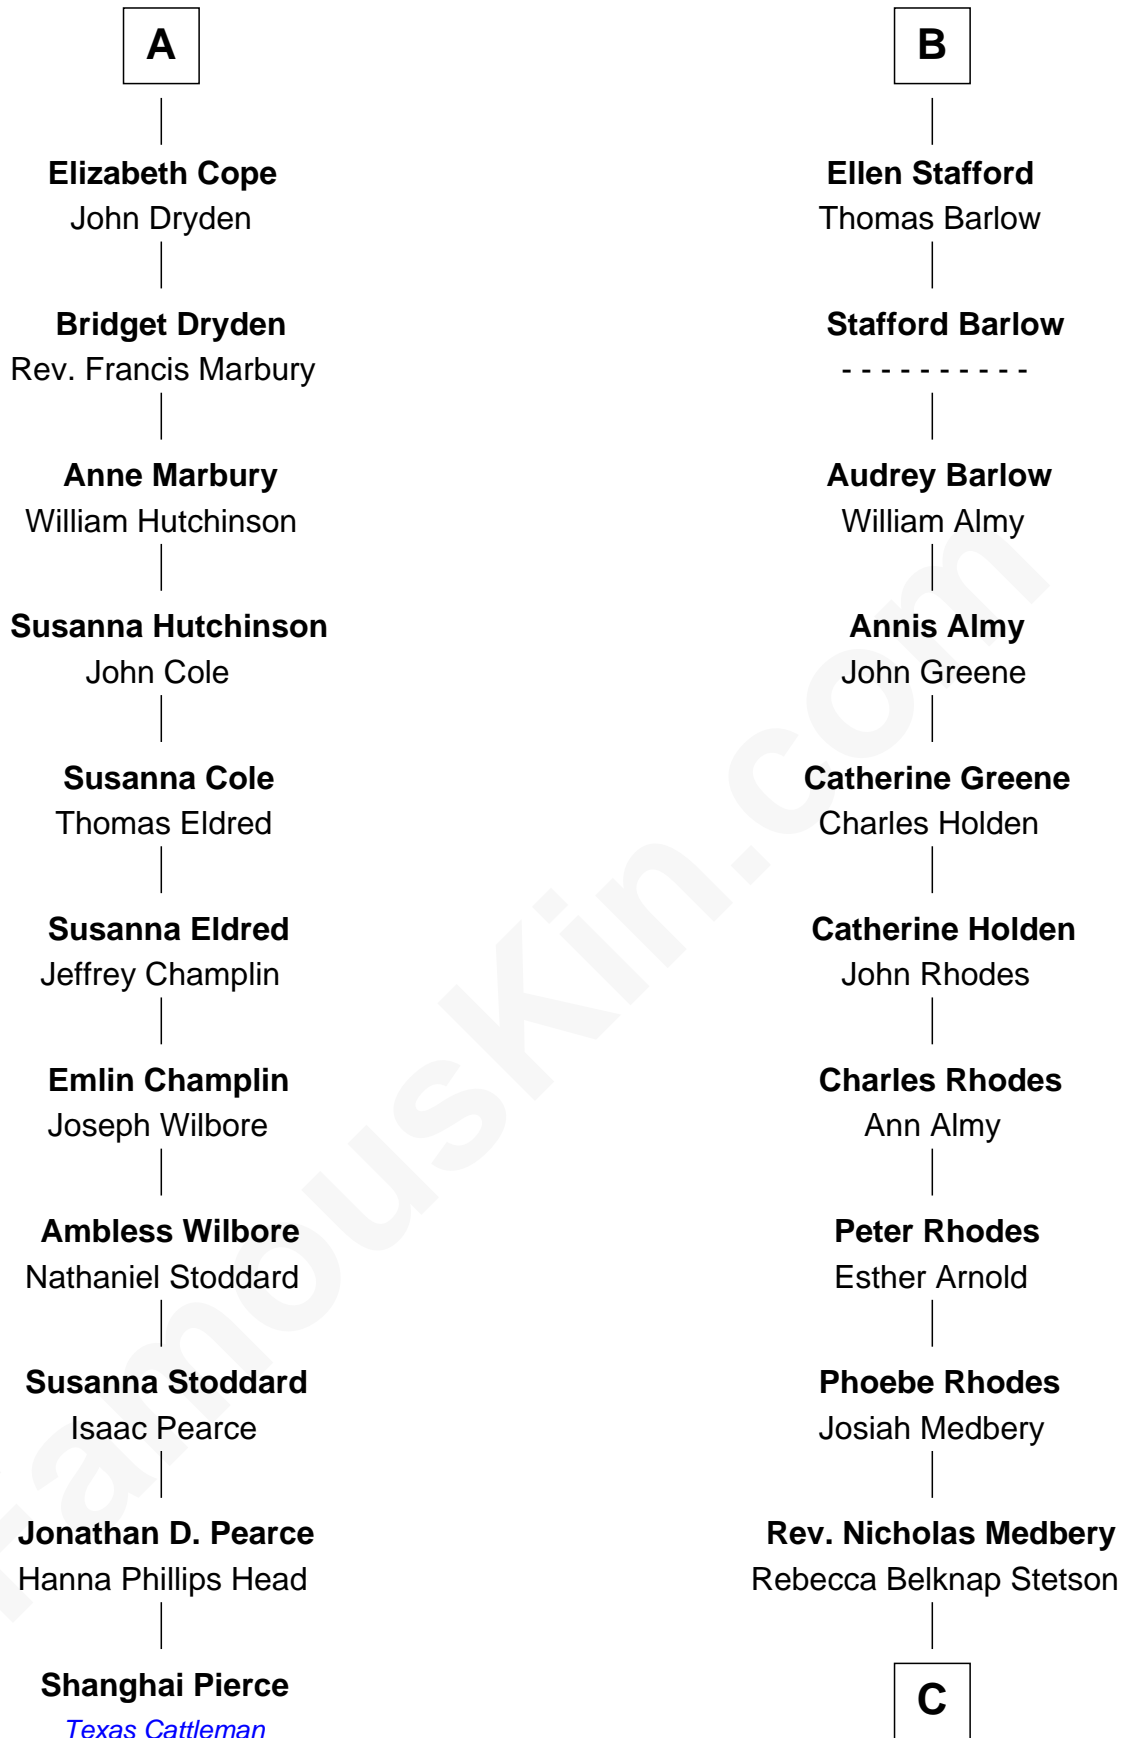 A
Elizabeth Cope
John Dryden
Bridget Dryden
Rev. Francis Marbury
Anne Marbury
William Hutchinson
Susanna Hutchinson
John Cole
Susanna Cole
Thomas Eldred
Susanna Eldred
Jeffrey Champlin
Emlin Champlin
Joseph Wilbore
Ambless Wilbore
Nathaniel Stoddard
Susanna Stoddard
Isaac Pearce
Jonathan D. Pearce
Hanna Phillips Head
Shanghai Pierce
Texas Cattleman
B
Ellen Stafford
Thomas Barlow
Stafford Barlow
- - - - - - - - - -
Audrey Barlow
William Almy
Annis Almy
John Greene
Catherine Greene
Charles Holden
Catherine Holden
John Rhodes
Charles Rhodes
Ann Almy
Peter Rhodes
Esther Arnold
Phoebe Rhodes
Josiah Medbery
Rev. Nicholas Medbery
Rebecca Belknap Stetson
C
FamousKin.com